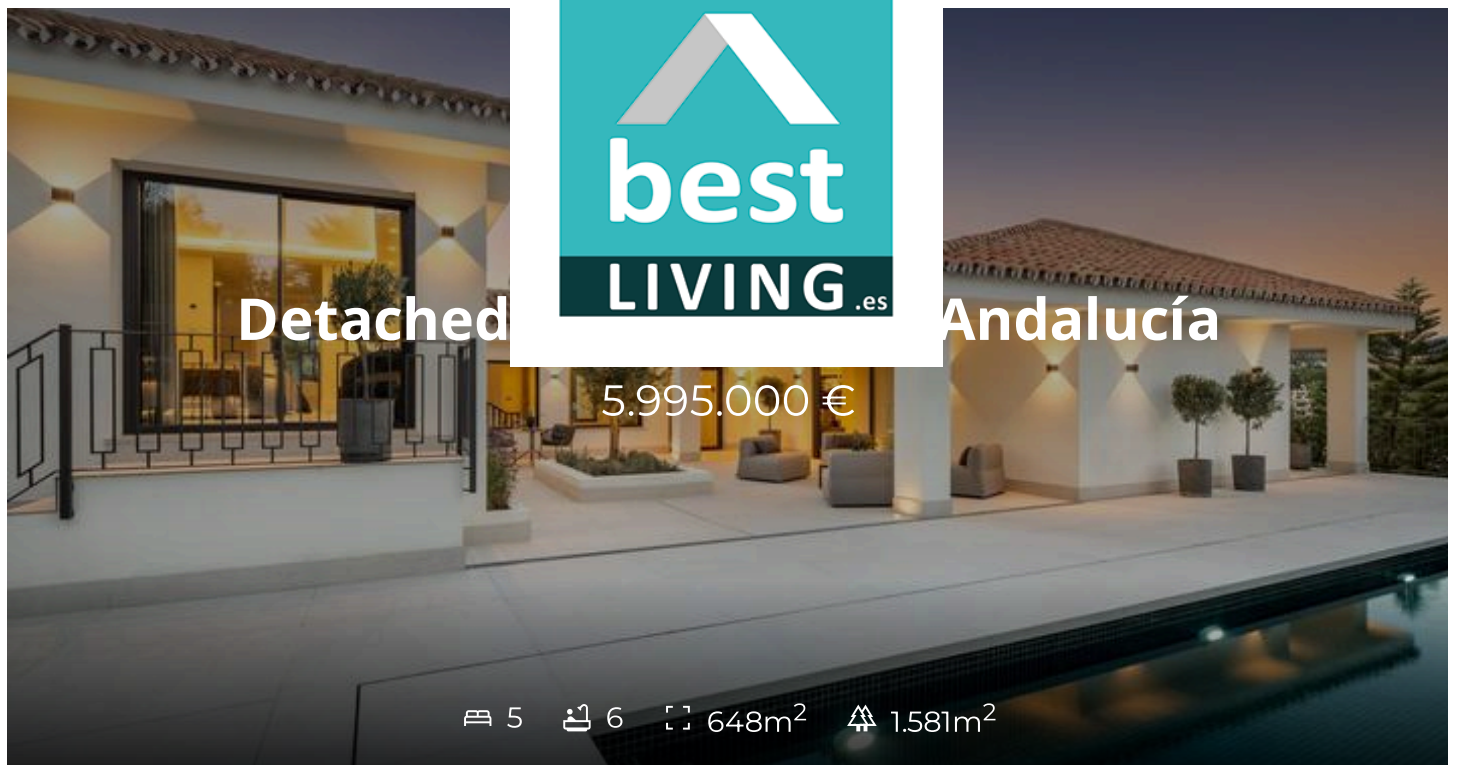 best
LIVING.es
Detached Andalucía
5.995.000 €
5 6 648m² 1.581m²